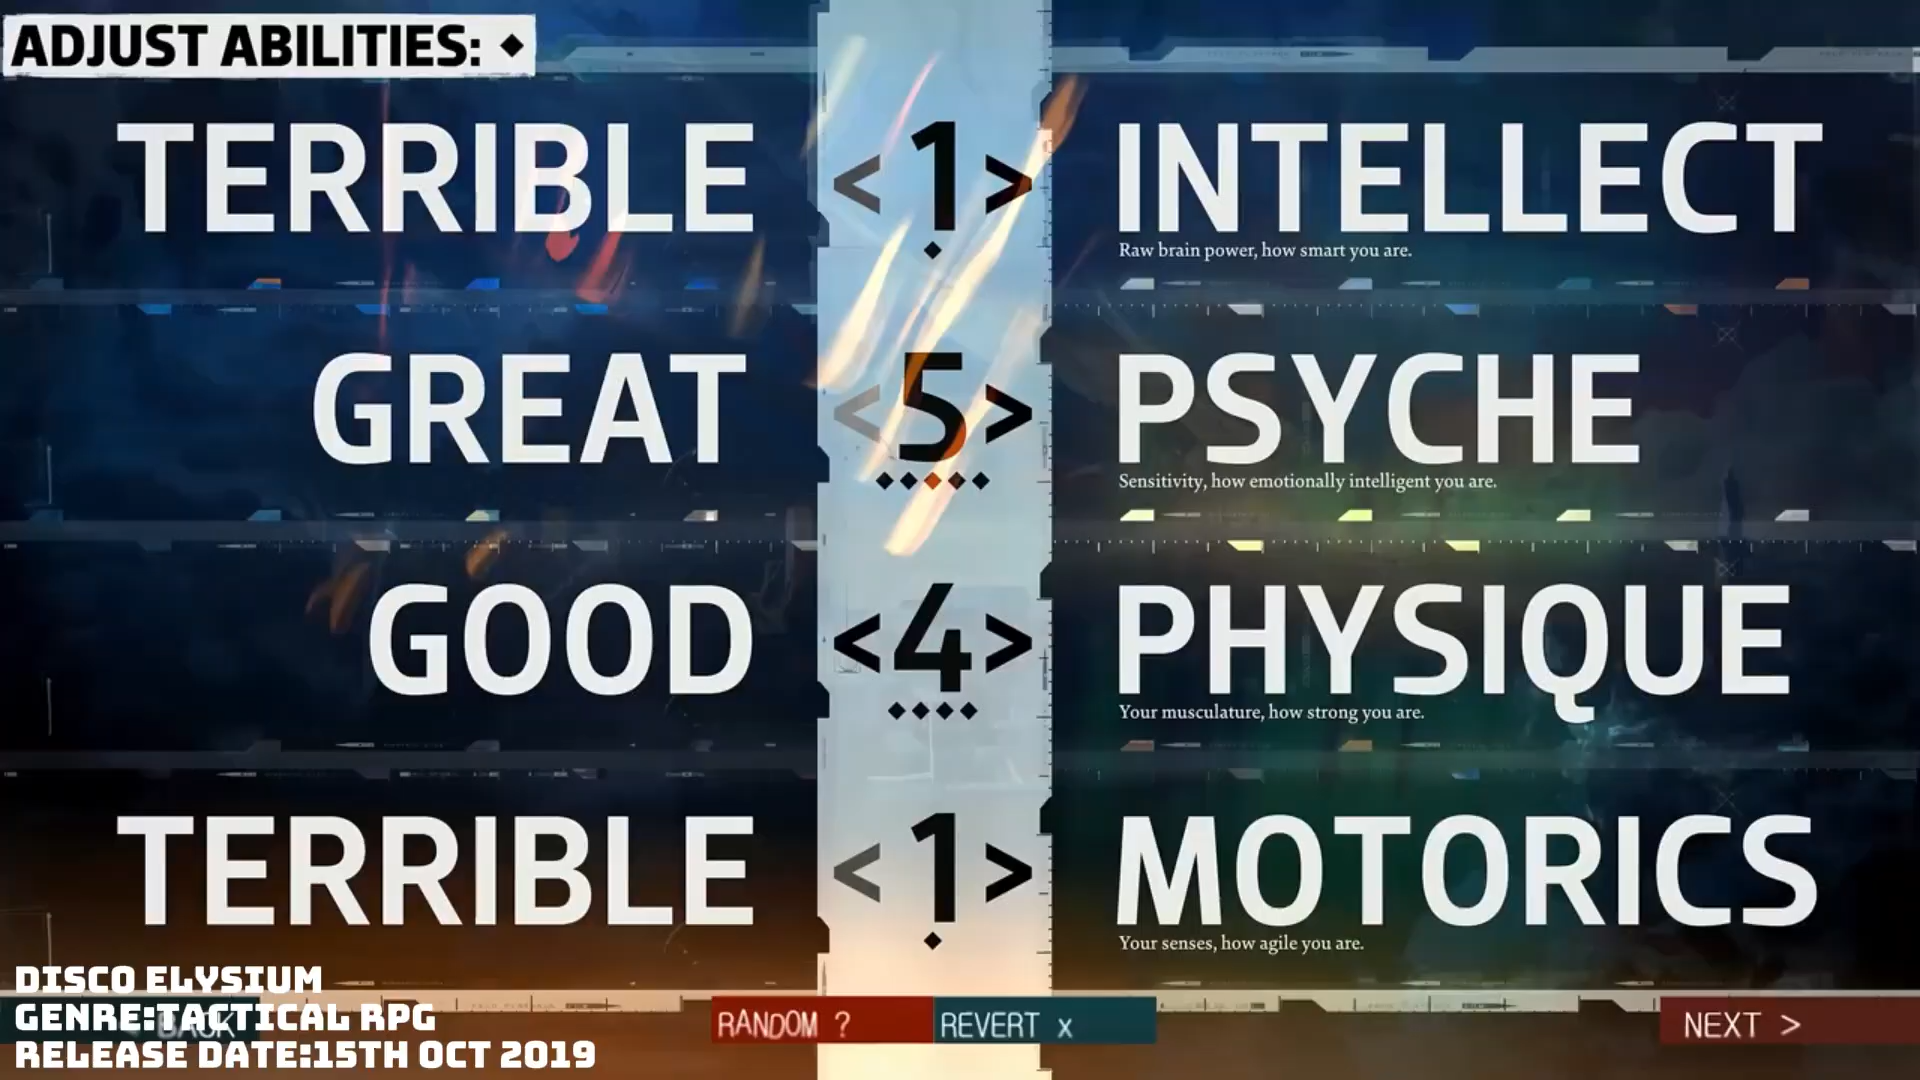 ADJUST ABILITIES: ◆
TERRIBLE <1> INTELLECT
Raw brain power, how smart you are.
GREAT <5> PSYCHE
Sensitivity, how emotionally intelligent you are.
GOOD <4> PHYSIQUE
Your musculature, how strong you are.
TERRIBLE <1> MOTORICS
Your senses, how agile you are.
DISCO ELYSIUM
GENRE:TACTICAL RPG
RELEASE DATE:15TH OCT 2019
BACK
RANDOM ?
REVERT x
NEXT >